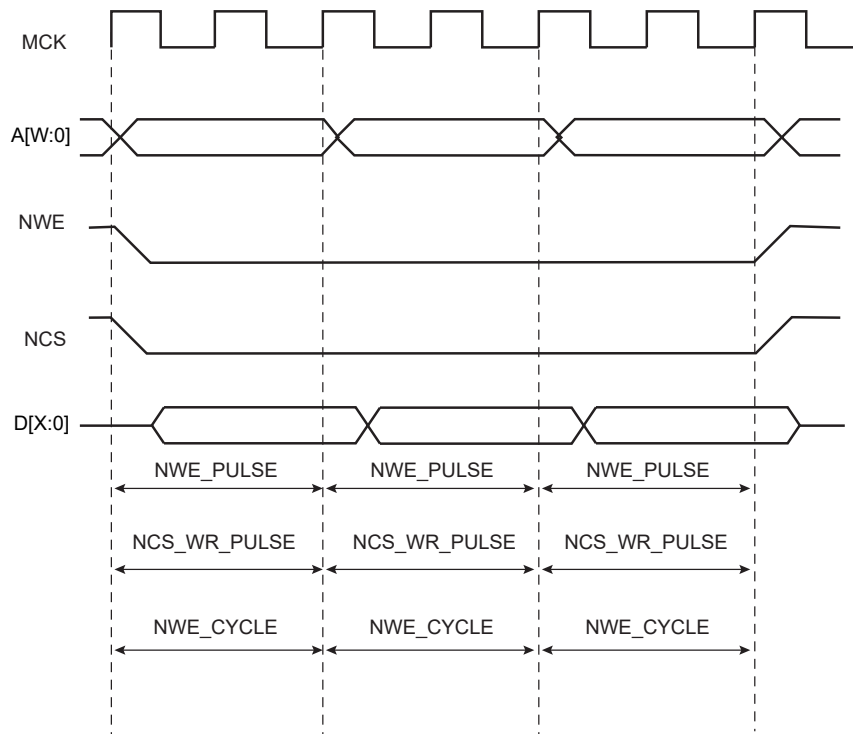 MCK
A[W:0]
NWE
NCS
D[X:0]
NWE_PULSE NWE_PULSE NWE_PULSE
NCS_WR_PULSE NCS_WR_PULSE NCS_WR_PULSE
NWE_CYCLE NWE_CYCLE NWE_CYCLE